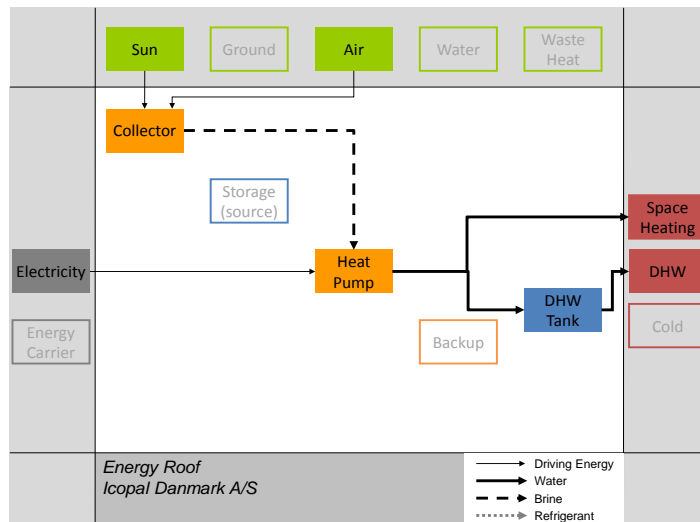 Sun
Ground
Air
Water
Waste
Heat
Collector
Storage
(source)
Space
Heating
Electricity
Heat
Pump
DHW
DHW
Tank
Energy
Carrier
Backup
Cold
Energy Roof
Icopal Danmark A/S
Driving Energy
Water
Brine
Refrigerant